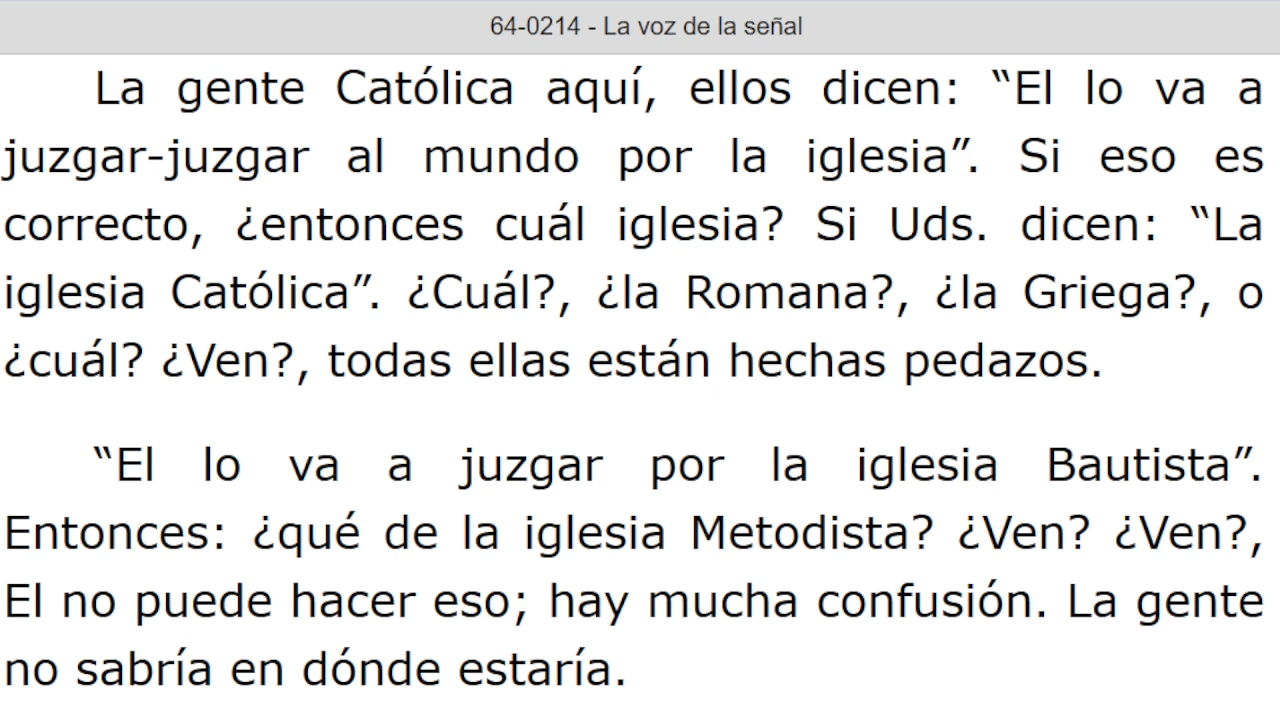 64-0214 - La voz de la señal
La gente Católica aquí, ellos dicen: “El lo va a
juzgar-juzgar al mundo por la iglesia”. Si eso es
correcto, ¿entonces cuál iglesia? Si Uds. dicen: “La
iglesia Católica”. ¿Cuál?, ¿la Romana?, ¿la Griega?, o
¿cuál? ¿Ven?, todas ellas están hechas pedazos.
“El lo va a juzgar por la iglesia Bautista”.
Entonces: ¿qué de la iglesia Metodista? ¿Ven? ¿Ven?,
El no puede hacer eso; hay mucha confusión. La gente
no sabría en dónde estaría.